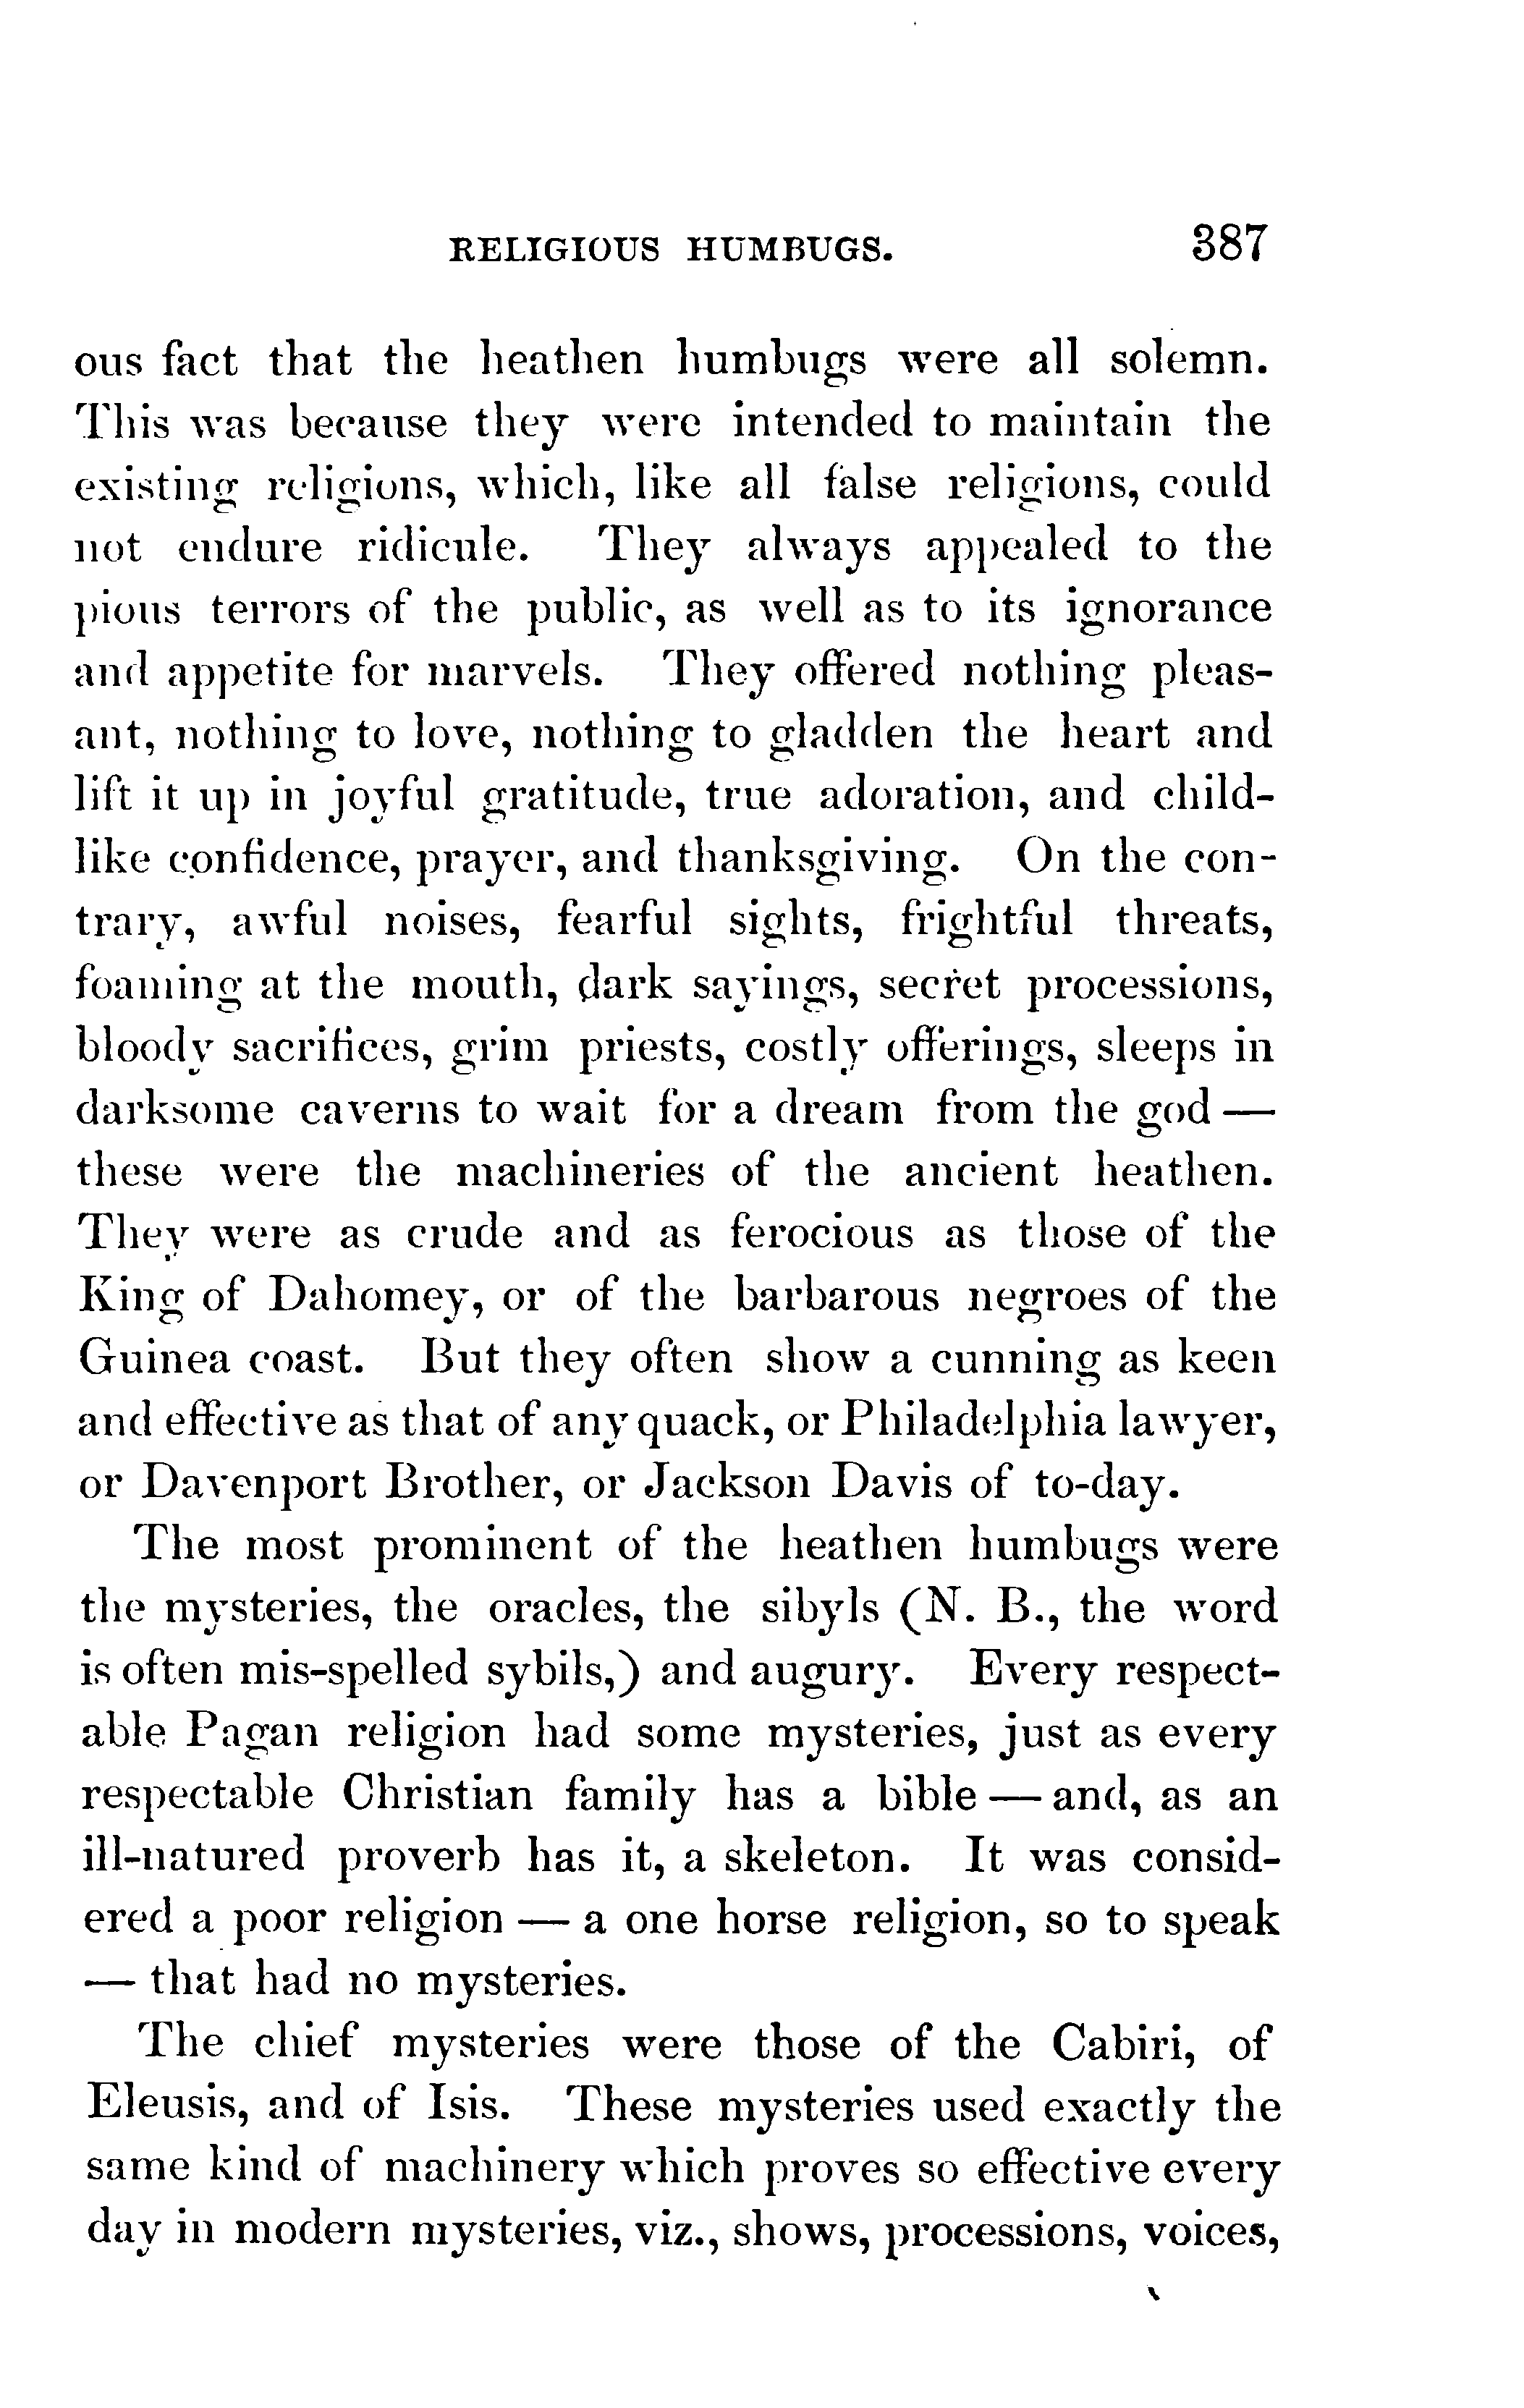 RELIGIOUS HUMBUGS. 387
ous fact that the heathen humbugs were all solemn.
This was because they were intended to maintain the
existing religions, which, like all false religions, could
not endure ridicule. They always appealed to the
pious terrors of the public, as well as to its ignorance
and appetite for marvels. They offered nothing pleas-
ant, nothing to love, nothing to gladden the heart and
lift it up in joyful gratitude, true adoration, and child-
like confidence, prayer, and thanksgiving. On the con-
trary, awful noises, fearful sights, frightful threats,
foaming at the mouth, dark sayings, secret processions,
bloody sacrifices, grim priests, costly offerings, sleeps in
darksome caverns to wait for a dream from the god —
these were the machineries of the ancient heathen.
They were as crude and as ferocious as those of the
King of Dahomey, or of the barbarous negroes of the
Guinea coast. But they often show a cunning as keen
and effective as that of any quack, or Philadelphia lawyer,
or Davenport Brother, or Jackson Davis of to-day.
The most prominent of the heathen humbugs were
the mysteries, the oracles, the sibyls (N. B., the word
is often mis-spelled sybils,) and augury. Every respect-
able Pagan religion had some mysteries, just as every
respectable Christian family has a bible — and, as an
ill-natured proverb has it, a skeleton. It was consid-
ered a poor religion — a one horse religion, so to speak
— that had no mysteries.
The chief mysteries were those of the Cabiri, of
Eleusis, and of Isis. These mysteries used exactly the
same kind of machinery which proves so effective every
day in modern mysteries, viz., shows, processions, voices,